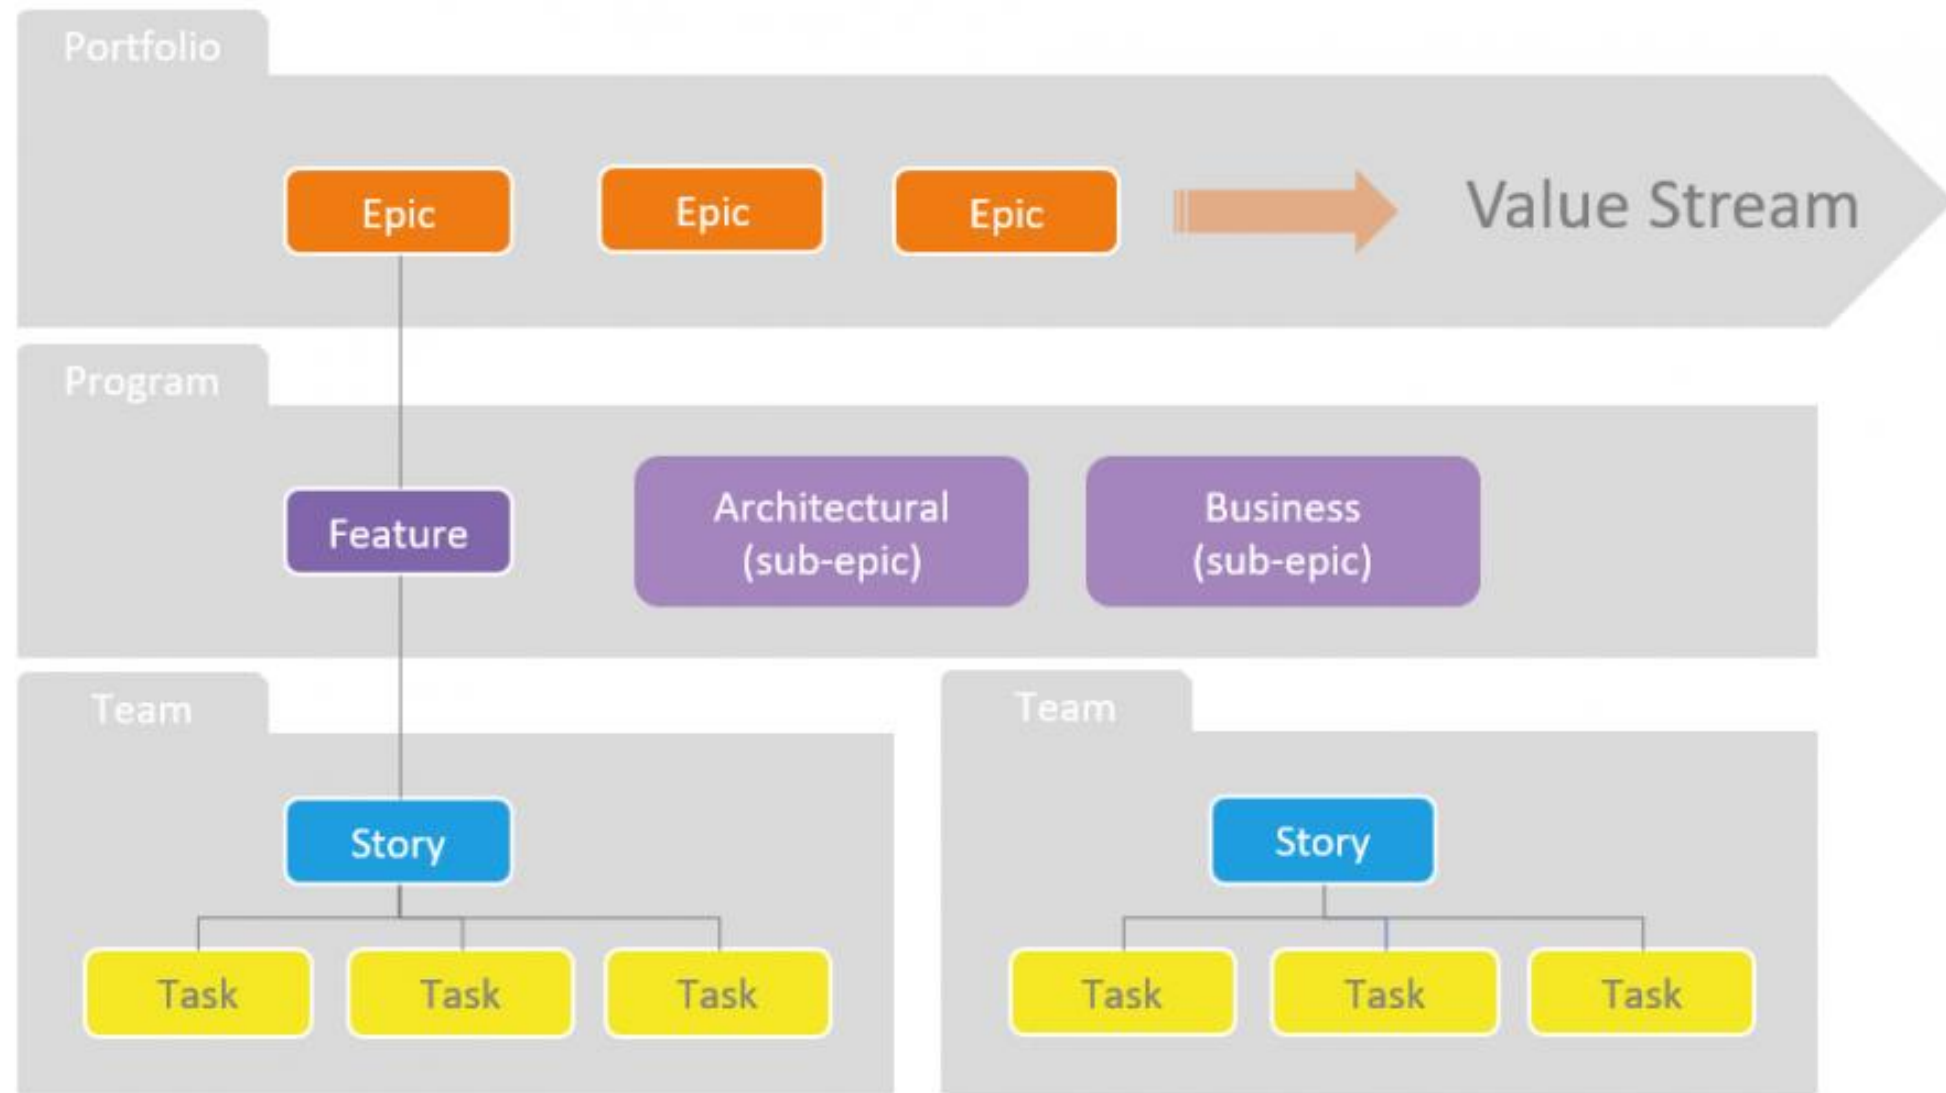 Portfolio
Epic
Epic
Epic
Value Stream
Program
Feature
Architectural
(sub-epic)
Business
(sub-epic)
Team
Story
Task
Task
Task
Team
Story
Task
Task
Task